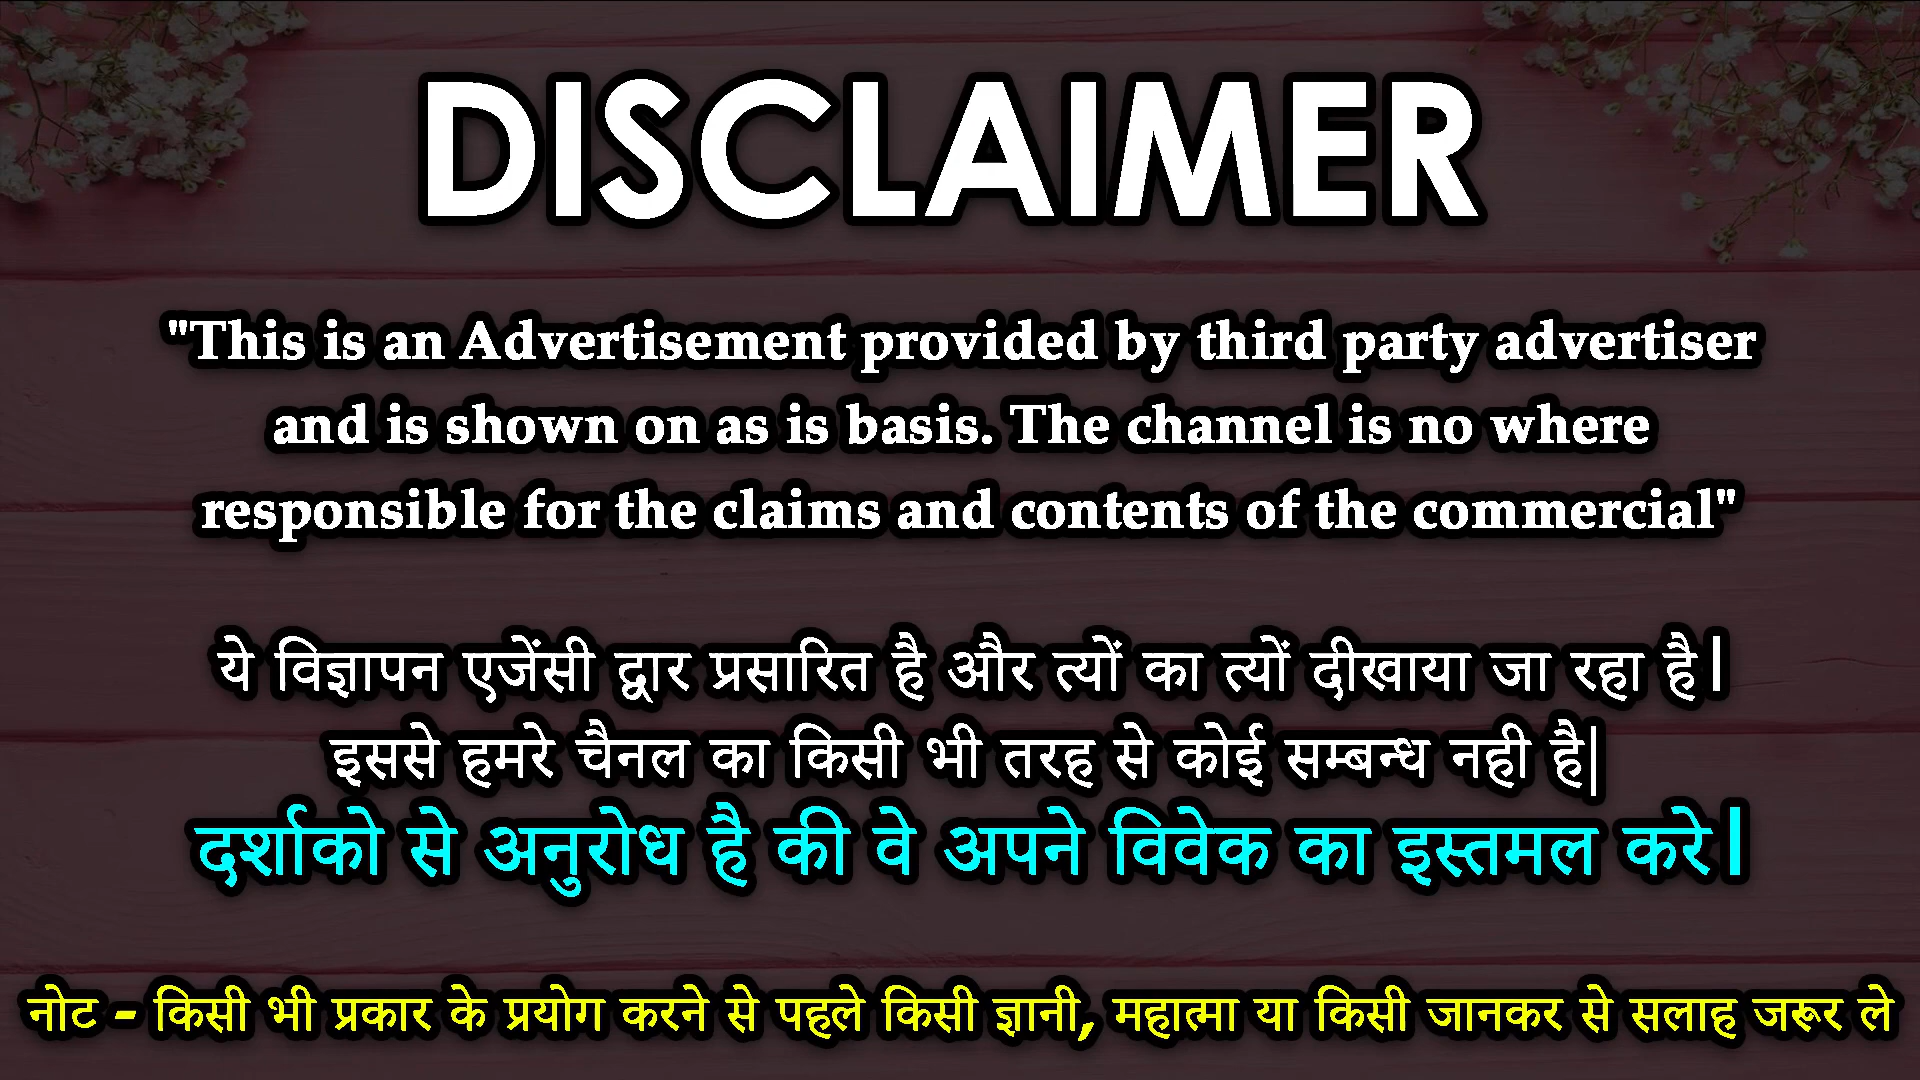 DISCLAIMER
"This is an Advertisement provided by third party advertiser
and is shown on as is basis. The channel is no where
responsible for the claims and contents of the commercial"
ये विज्ञापन एजेंसी द्वार प्रसारित है और त्यों का त्यों दीखाया जा रहा है|
इससे हमरे चैनल का किसी भी तरह से कोई सम्बन्ध नही है|
दर्शाको से अनुरोध है की वे अपने विवेक का इस्तमल करे|
नोट - किसी भी प्रकार के प्रयोग करने से पहले किसी ज्ञानी, महात्मा या किसी जानकर से सलाह जरूर ले